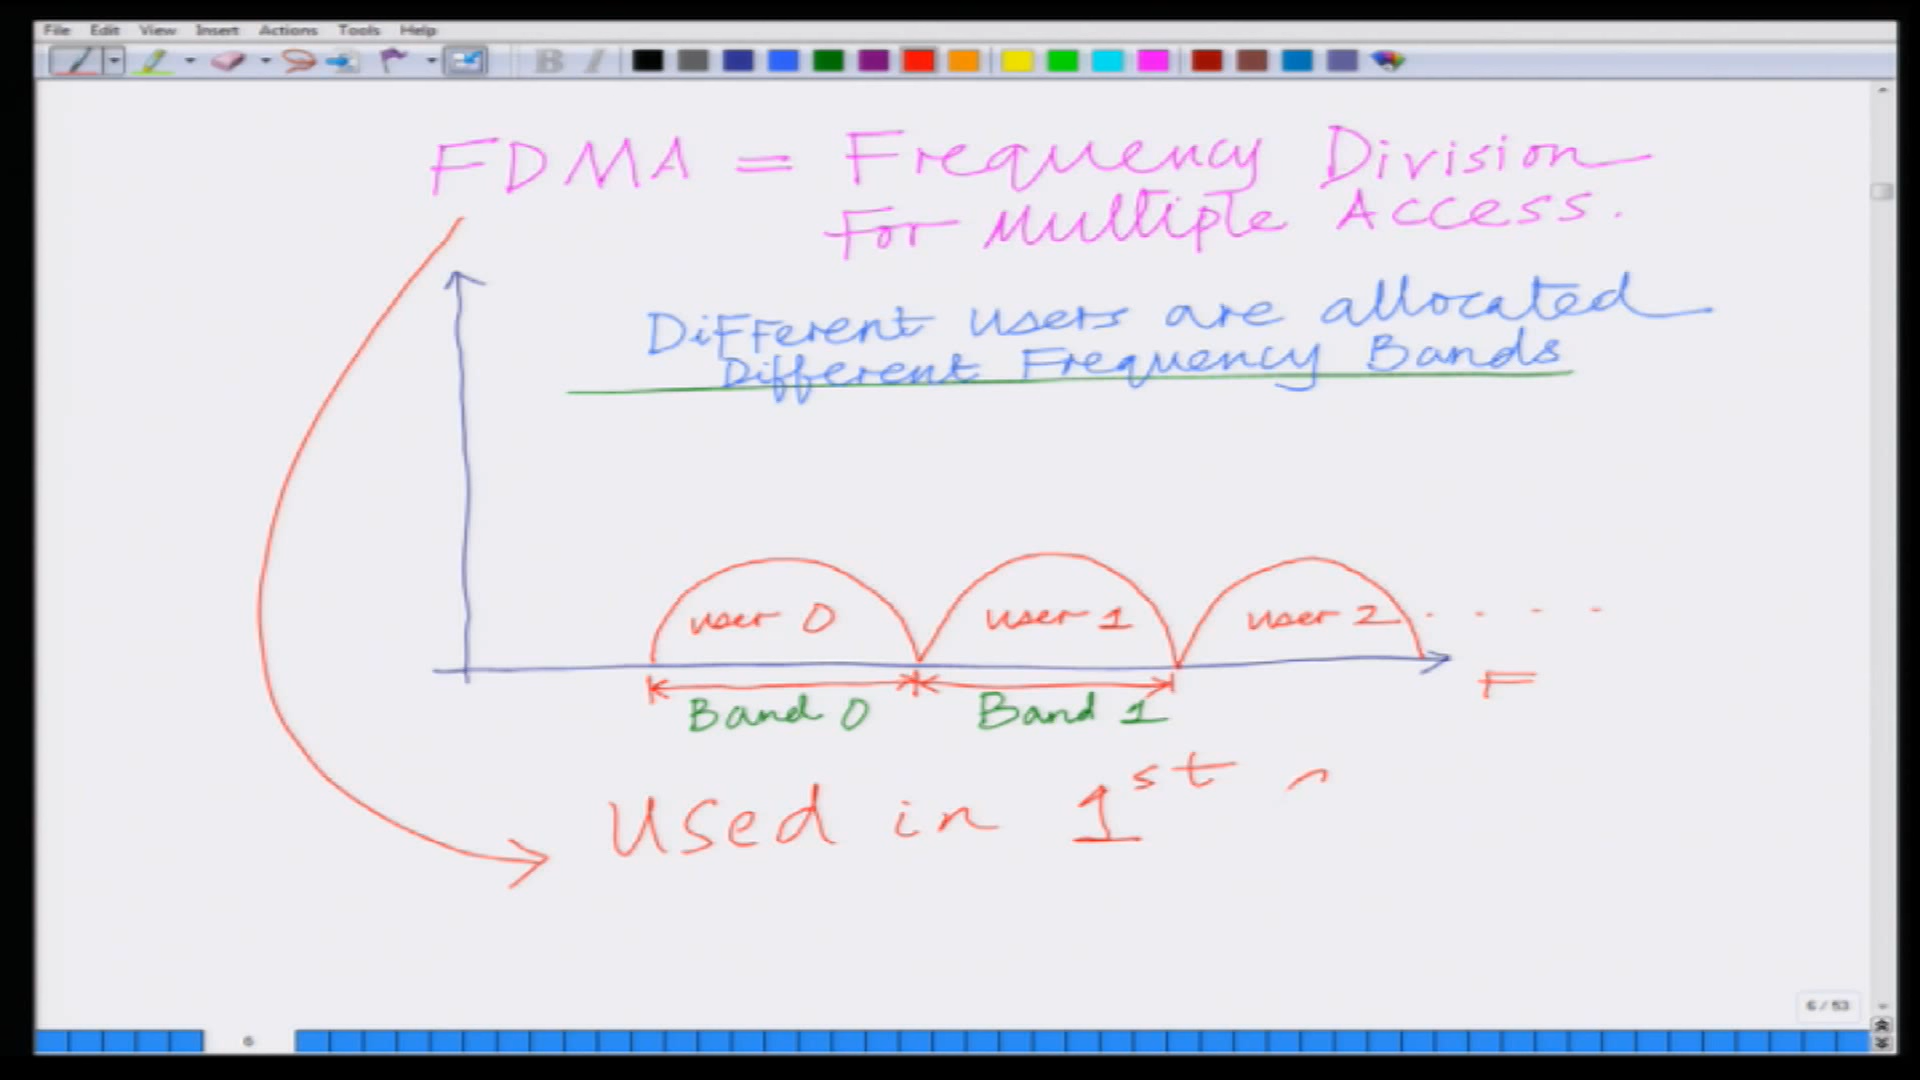 File Edit View Insert Actions Tools Help
B I
FDMA = Frequency Division
For Multiple Access.
Different users are allocated
Different Frequency Bands
user 0 user 1 user 2 . . . .
F
Band 0 Band 1
Used in 1st
6 / 53
6